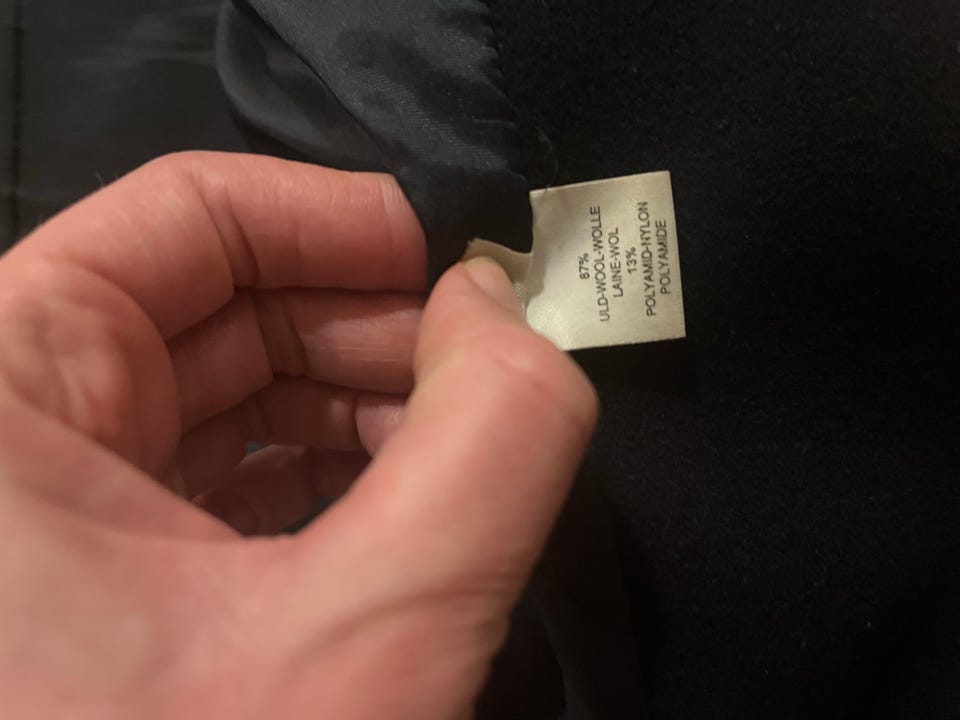 87%
ULD-WOOL-WOLLE
LAINE-WOL
13%
POLYAMID-NYLON
POLYAMIDE